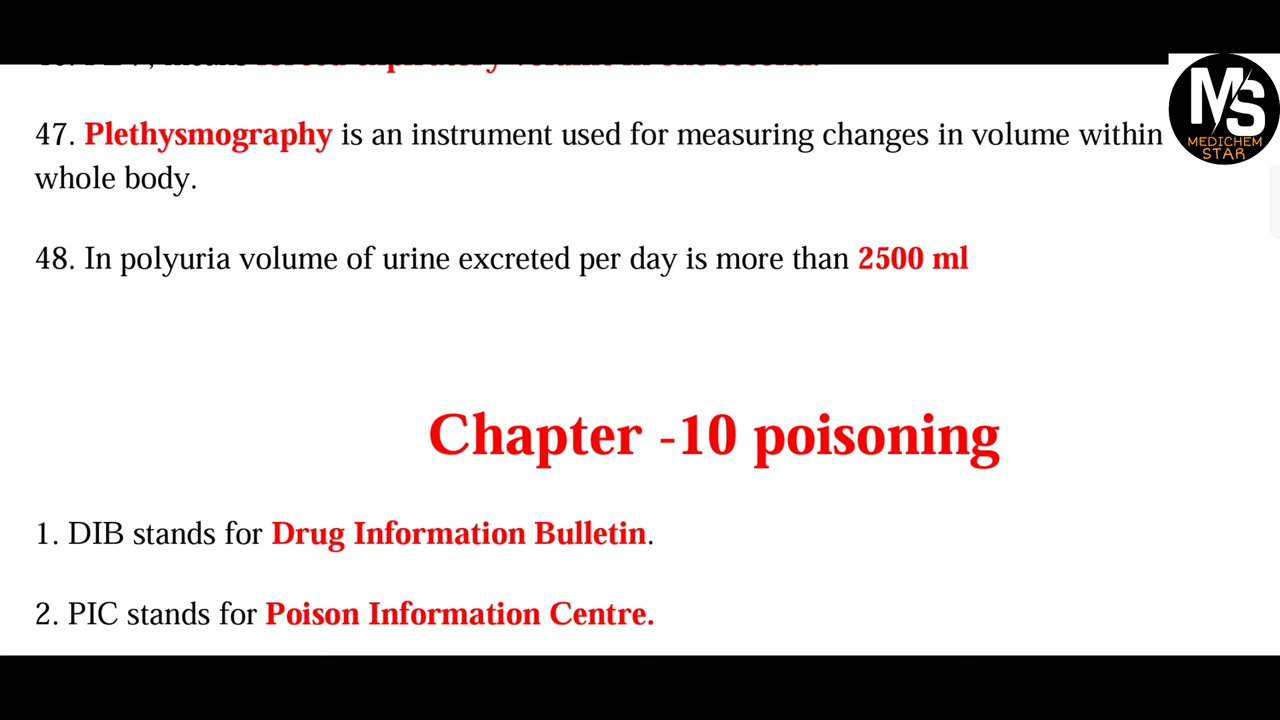 47. Plethysmography is an instrument used for measuring changes in volume within
whole body.
48. In polyuria volume of urine excreted per day is more than 2500 ml
Chapter -10 poisoning
1. DIB stands for Drug Information Bulletin.
2. PIC stands for Poison Information Centre.
MS
MEDICHEM
STAR